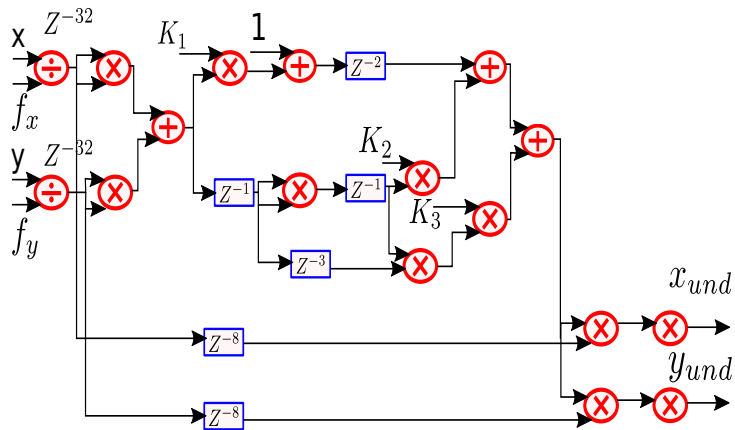 Z^{-32}
x
f_x
K_1
1
Z^{-2}
Z^{-32}
y
f_y
K_2
Z^{-1}
Z^{-1}
K_3
Z^{-3}
x_{und}
Z^{-8}
y_{und}
Z^{-8}